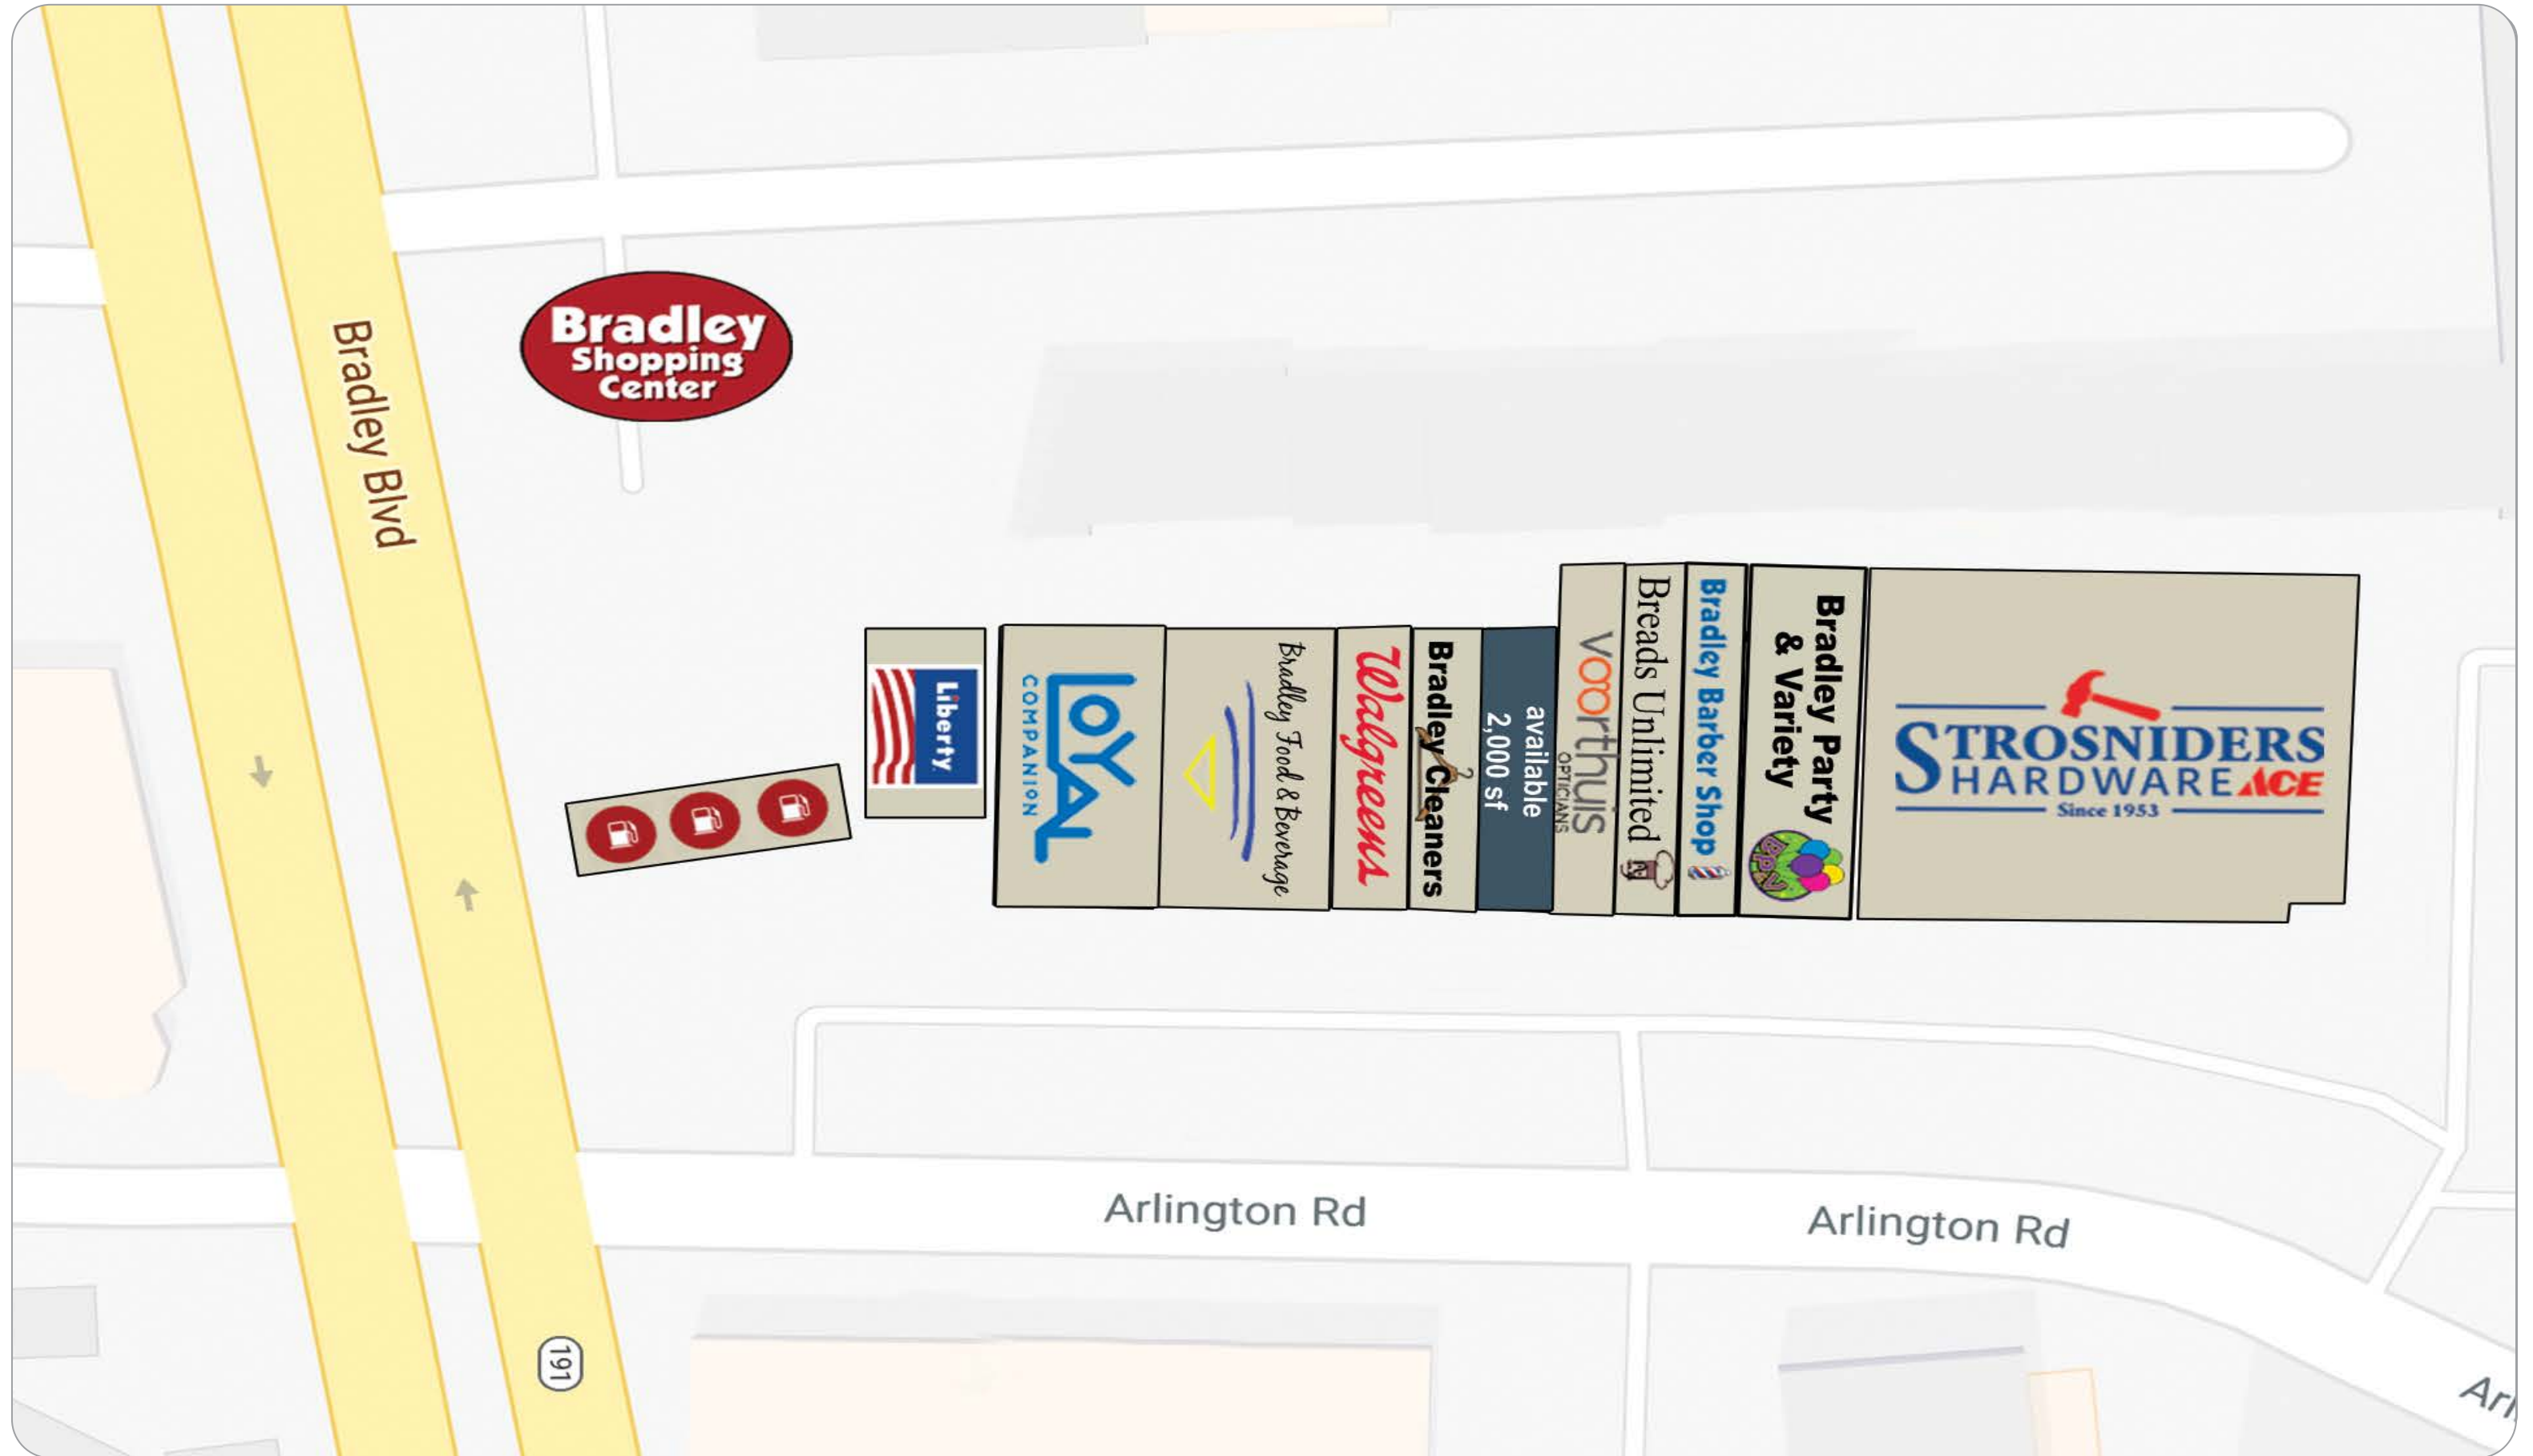 Bradley
Shopping
Center
Bradley Blvd
Liberty
LOYAL
COMPANION
Bradley Food & Beverage
Walgreens
Bradley Cleaners
available
2,000 sf
voorthuis
OPTICIANS
Breads Unlimited
Bradley Barber Shop
Bradley Party
& Variety
BP&V
STROSNIDERS
HARDWARE ACE
Since 1953
Arlington Rd
Arlington Rd
Arl
191